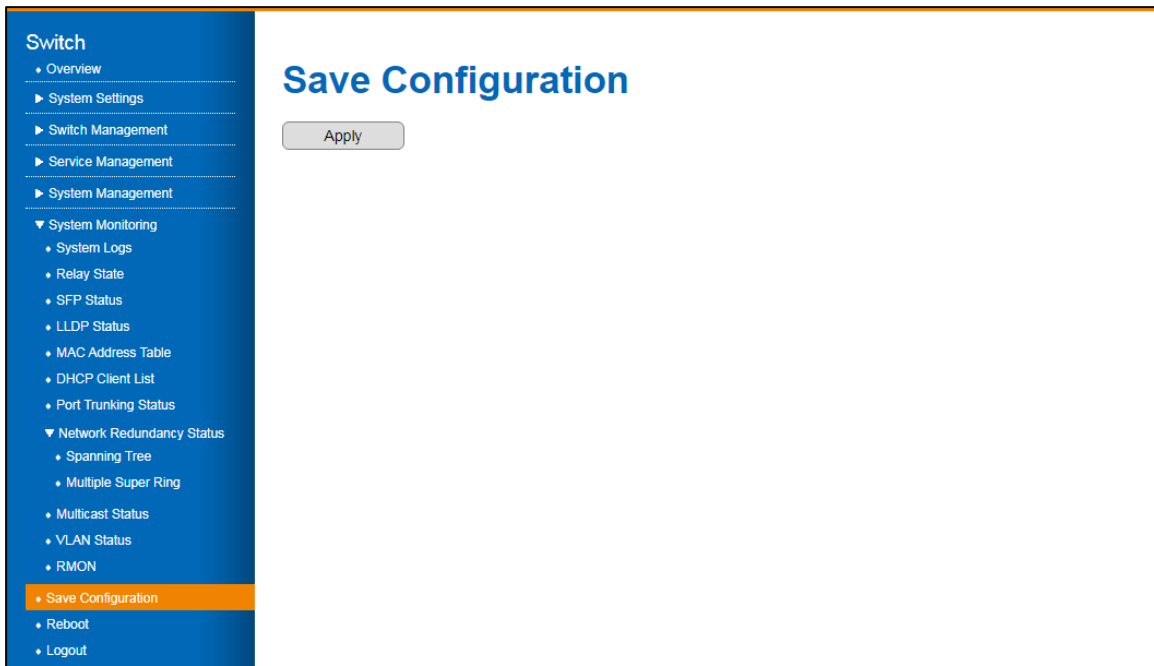 Switch
Overview
System Settings
Switch Management
Service Management
System Management
System Monitoring
System Logs
Relay State
SFP Status
LLDP Status
MAC Address Table
DHCP Client List
Port Trunking Status
Network Redundancy Status
Spanning Tree
Multiple Super Ring
Multicast Status
VLAN Status
RMON
Save Configuration
Reboot
Logout
Save Configuration
Apply